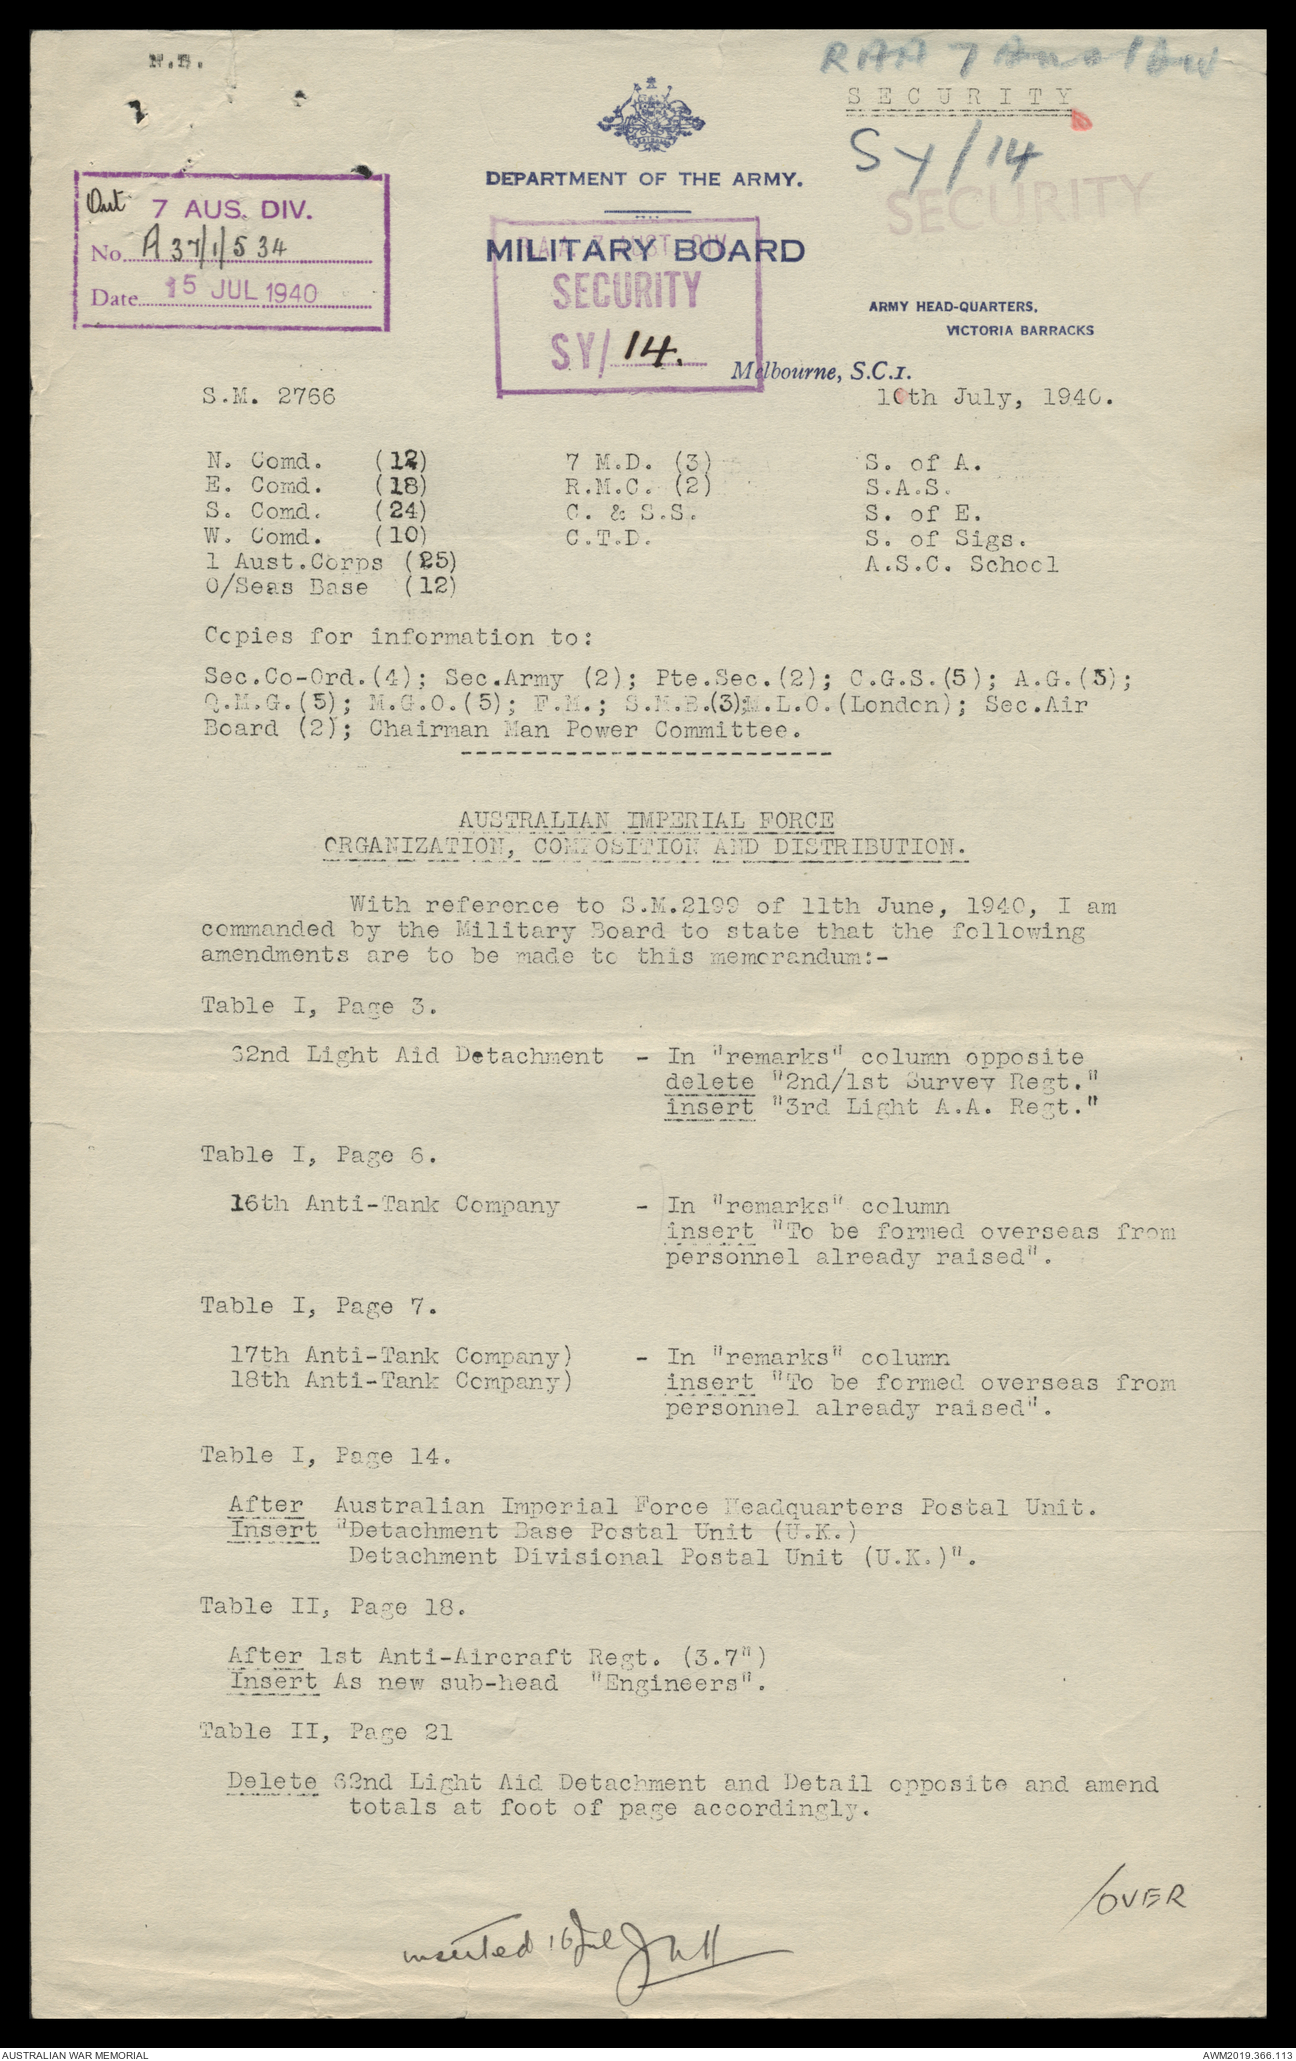 N.B.
RAA 7 Aust Div
SECURITY
Sy/14
SECURITY
DEPARTMENT OF THE ARMY.
MILITARY BOARD
Out 7 AUS. DIV.
No. A 37/1/534
Date 15 JUL 1940
R.A.A. 7 AUST. DIV.
SECURITY
SY/ 14.
ARMY HEAD-QUARTERS,
VICTORIA BARRACKS
Melbourne, S.C.1.
S.M. 2766
10th July, 1940.
N. Comd. (12) 7 M.D. (3) S. of A.
E. Comd. (18) R.M.C. (2) S.A.S.
S. Comd. (24) C. & S.S. S. of E.
W. Comd. (10) C.T.D. S. of Sigs.
1 Aust.Corps (25) A.S.C. School
O/Seas Base (12)
Copies for information to:
Sec.Co-Ord.(4); Sec.Army (2); Pte.Sec.(2); C.G.S.(5); A.G.(3);
Q.M.G.(5); M.G.O.(5); F.M.; S.M.B.(3);M.L.O.(London); Sec.Air
Board (2); Chairman Man Power Committee.
AUSTRALIAN IMPERIAL FORCE
ORGANIZATION, COMPOSITION AND DISTRIBUTION.
With reference to S.M.2199 of 11th June, 1940, I am
commanded by the Military Board to state that the following
amendments are to be made to this memorandum:-
Table I, Page 3.
62nd Light Aid Detachment - In "remarks" column opposite
delete "2nd/1st Survey Regt."
insert "3rd Light A.A. Regt."
Table I, Page 6.
16th Anti-Tank Company - In "remarks" column
insert "To be formed overseas from
personnel already raised".
Table I, Page 7.
17th Anti-Tank Company) - In "remarks" column
18th Anti-Tank Company) insert "To be formed overseas from
personnel already raised".
Table I, Page 14.
After Australian Imperial Force Headquarters Postal Unit.
Insert "Detachment Base Postal Unit (U.K.)
Detachment Divisional Postal Unit (U.K.)".
Table II, Page 18.
After 1st Anti-Aircraft Regt. (3.7")
Insert As new sub-head "Engineers".
Table II, Page 21
Delete 62nd Light Aid Detachment and Detail opposite and amend
totals at foot of page accordingly.
/OVER
inserted 16 Jul
AUSTRALIAN WAR MEMORIAL
AWM2019.366.113